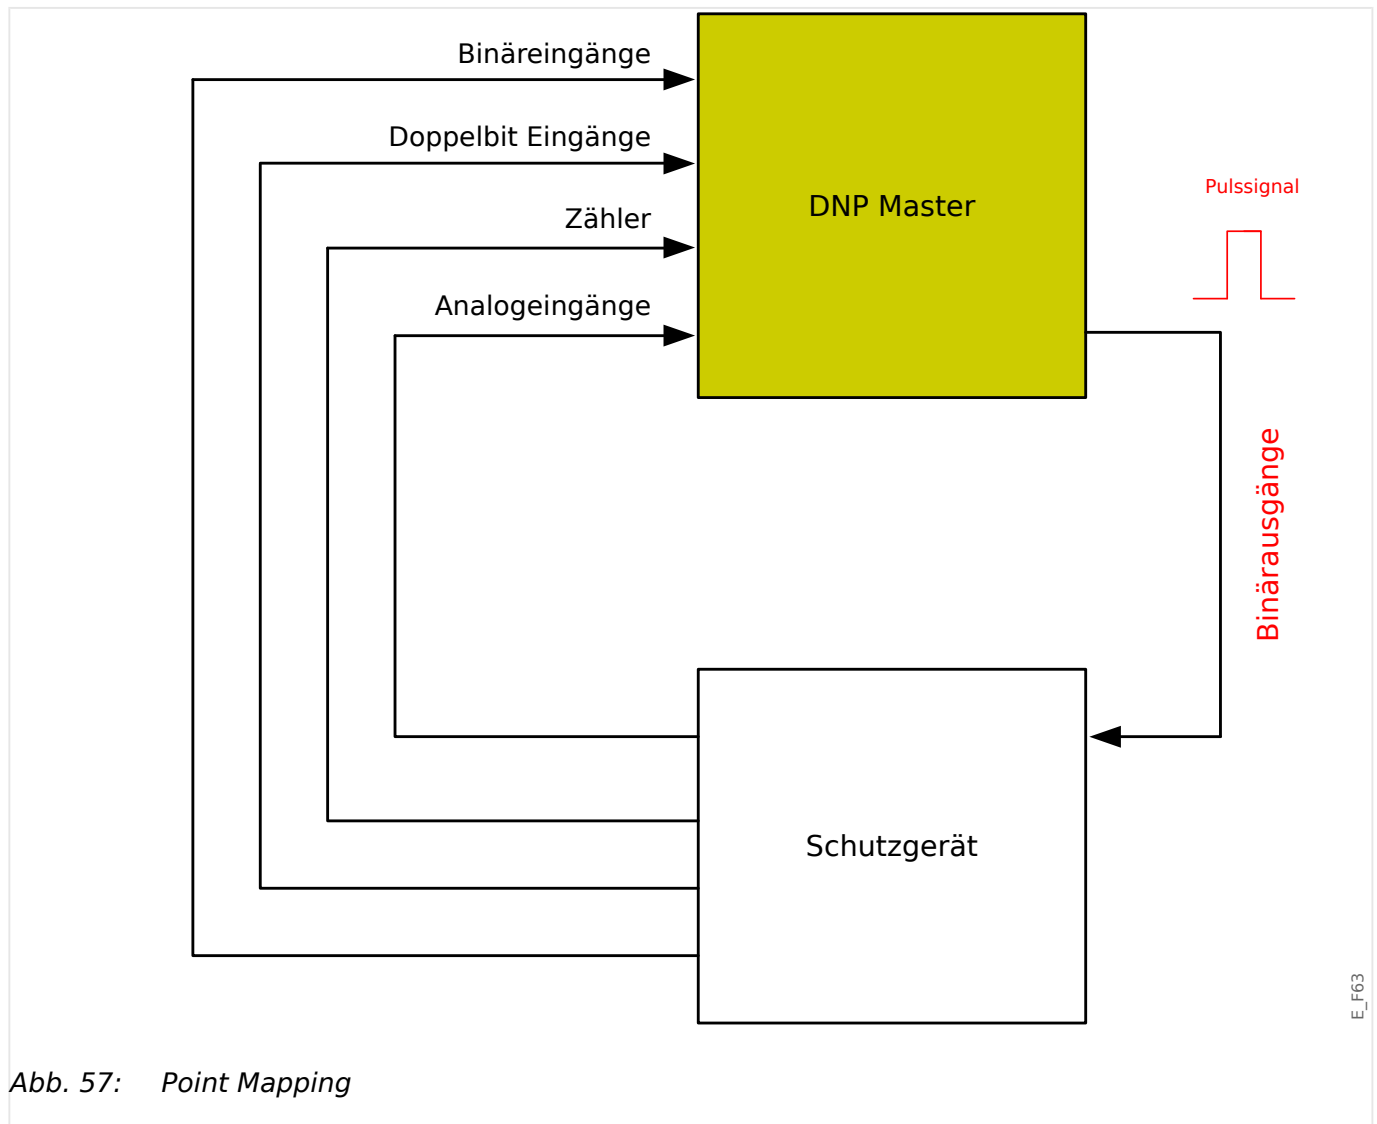 Binäreingänge
Doppelbit Eingänge
Zähler
Analogeingänge
DNP Master
Pulssignal
Binärausgänge
Schutzgerät
E_F63
Abb. 57: Point Mapping